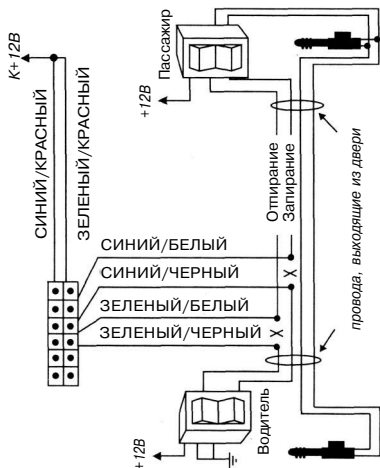 К+12В
СИНИЙ/КРАСНЫЙ
ЗЕЛЕНЫЙ/КРАСНЫЙ
+12В
Пассажир
СИНИЙ/БЕЛЫЙ
СИНИЙ/ЧЕРНЫЙ
ЗЕЛЕНЫЙ/БЕЛЫЙ
ЗЕЛЕНЫЙ/ЧЕРНЫЙ
Отпирание
Запирание
провода, выходящие из двери
+12В
Водитель